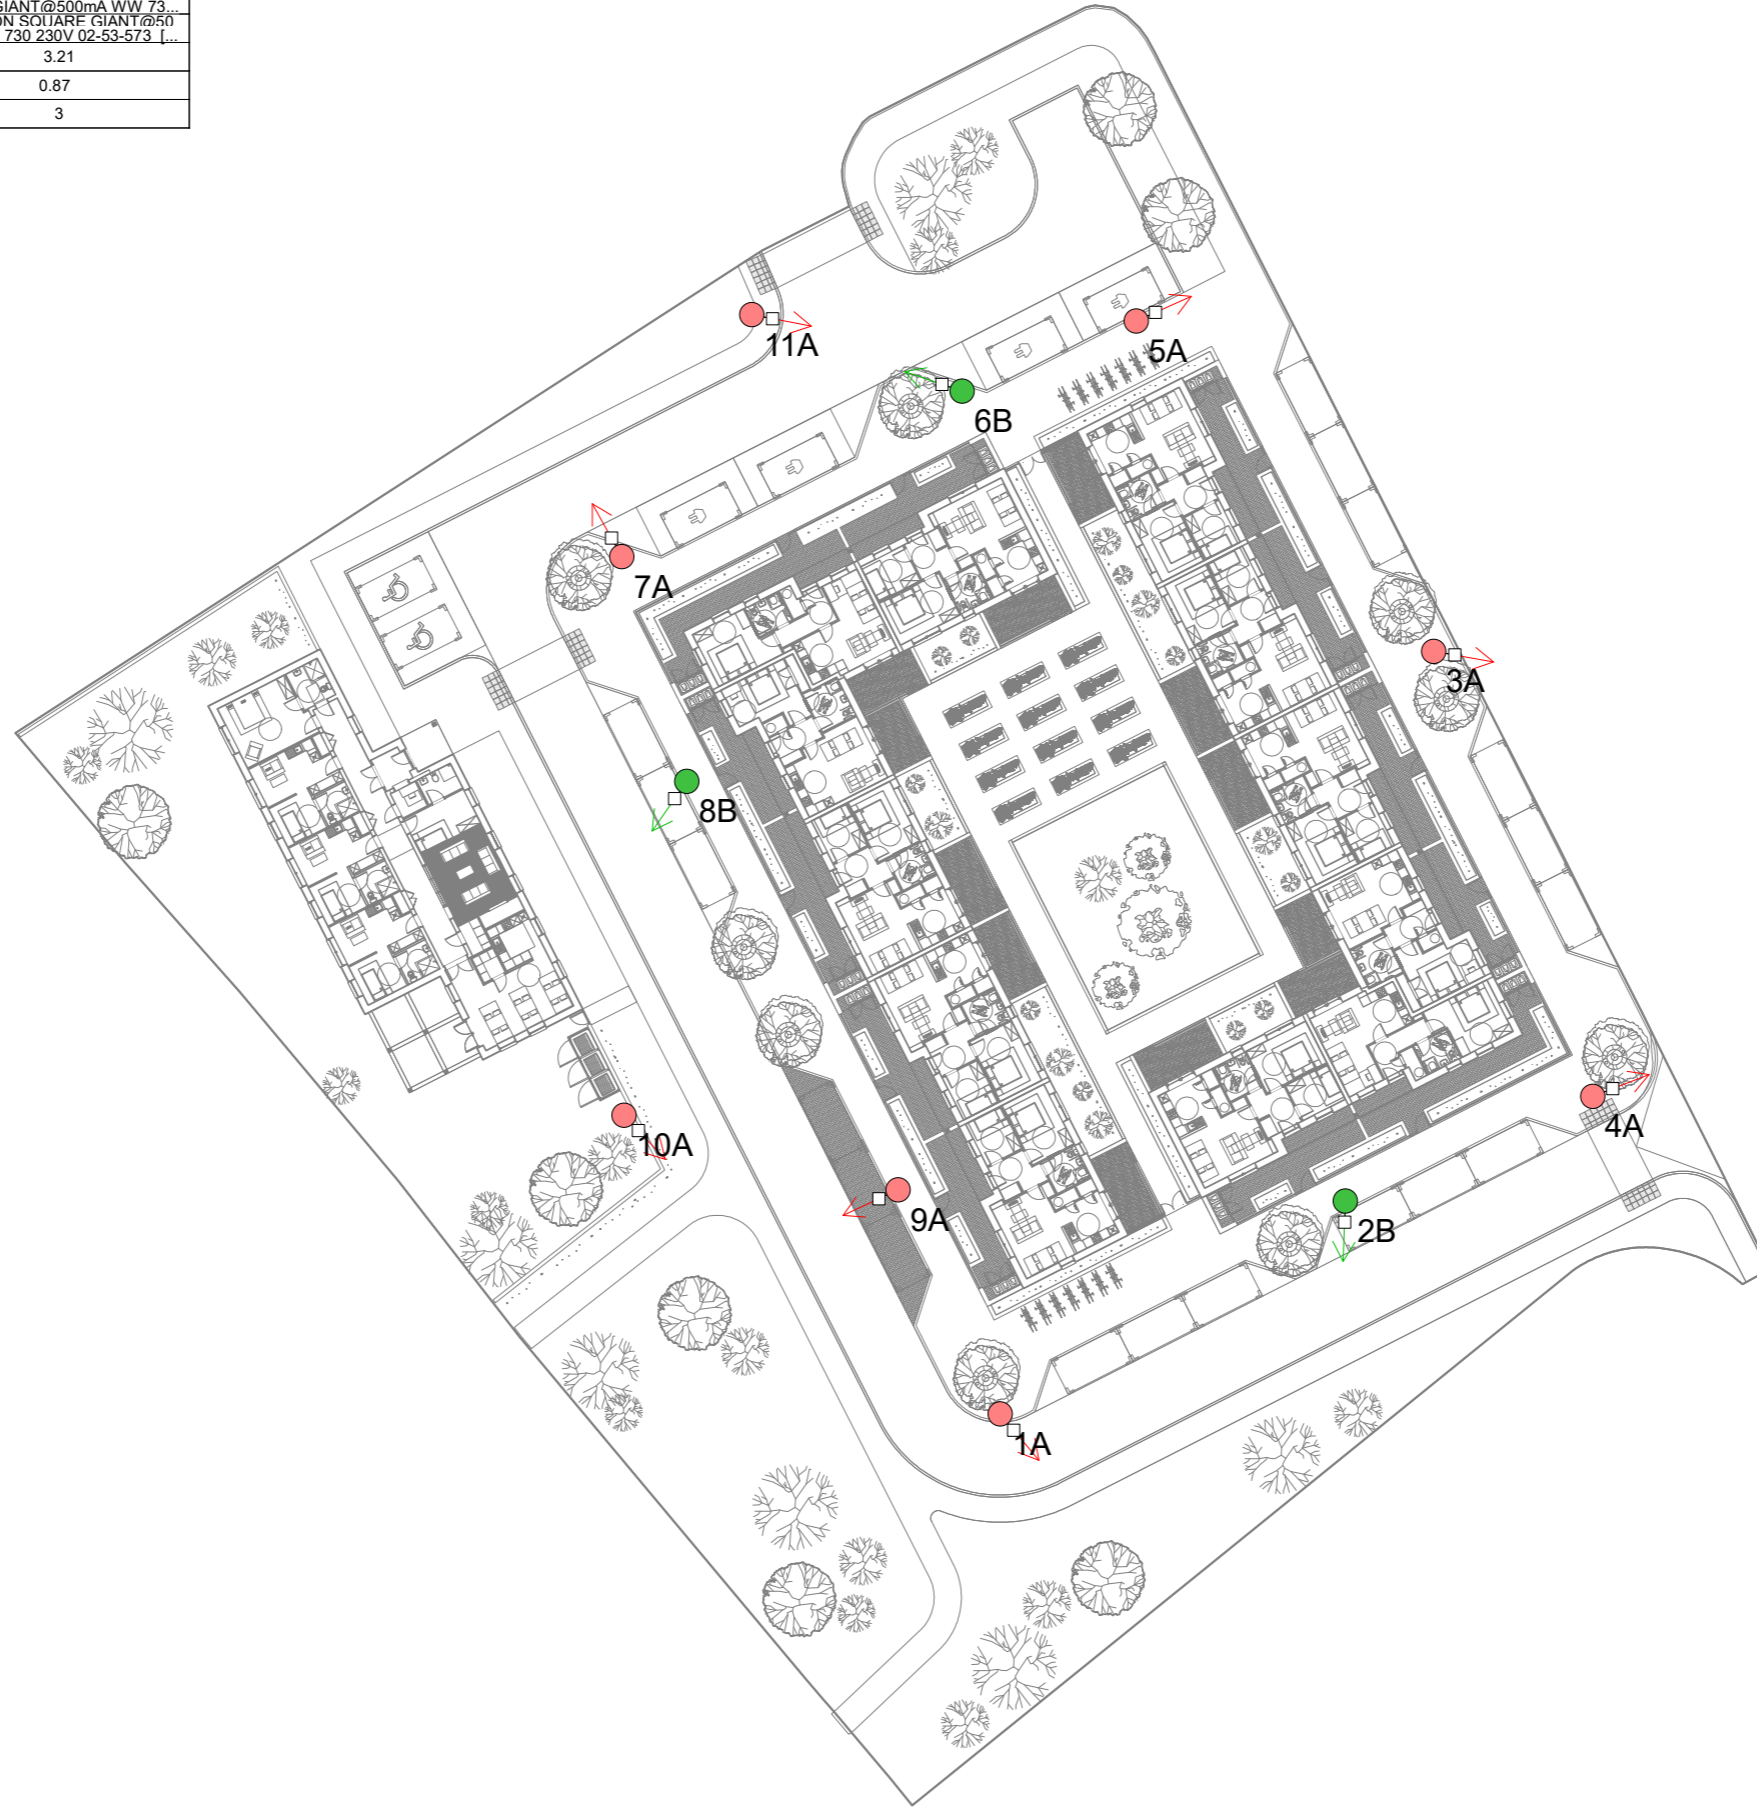 GIANT@500mA WW 73...
ON SQUARE GIANT@50
730 230V 02-53-573 [...
3.21
0.87
3
11A
5A
6B
7A
3A
8B
4A
10A
9A
2B
1A